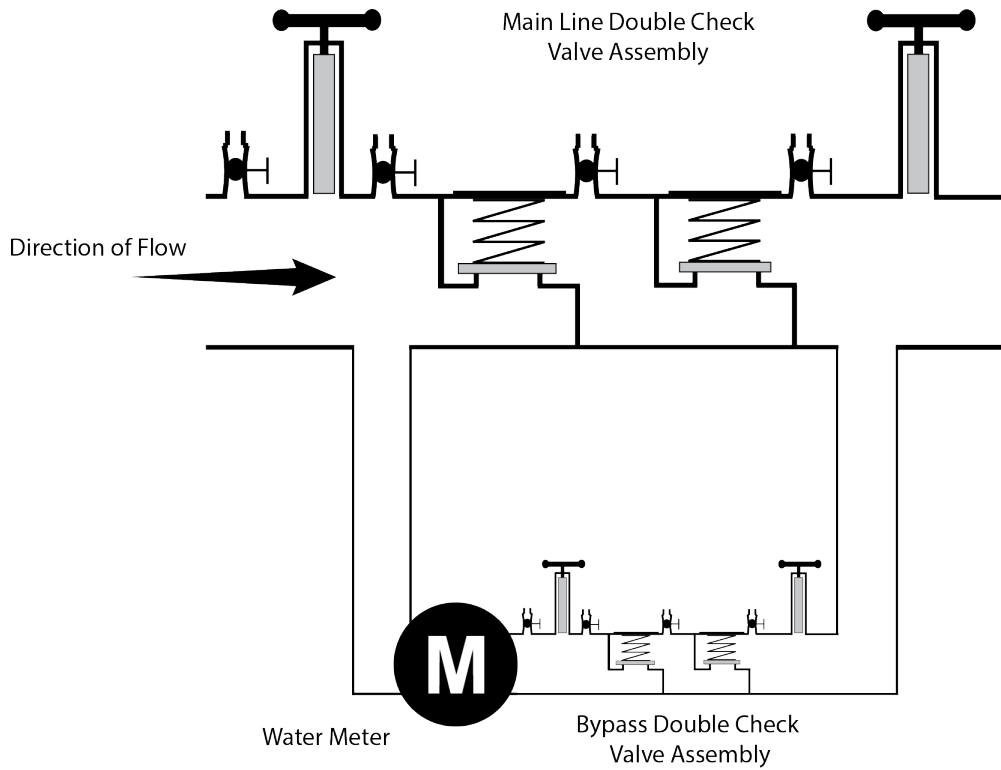 Main Line Double Check
Valve Assembly
Direction of Flow
M
Water Meter
Bypass Double Check
Valve Assembly